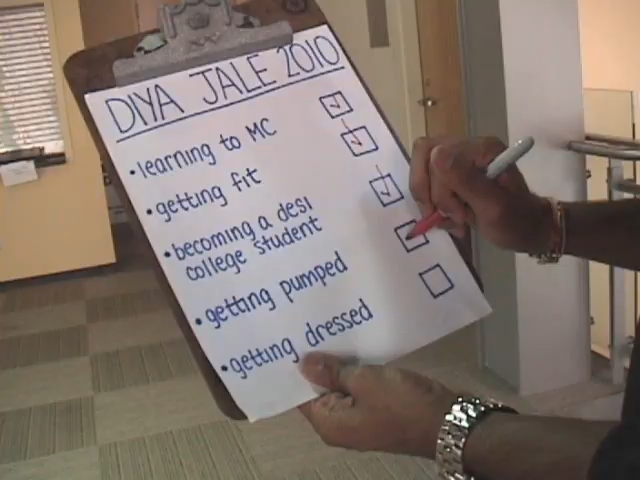 DIYA JALE 2010
• learning to MC
• getting fit
• becoming a desi
college student
• getting pumped
• getting dressed